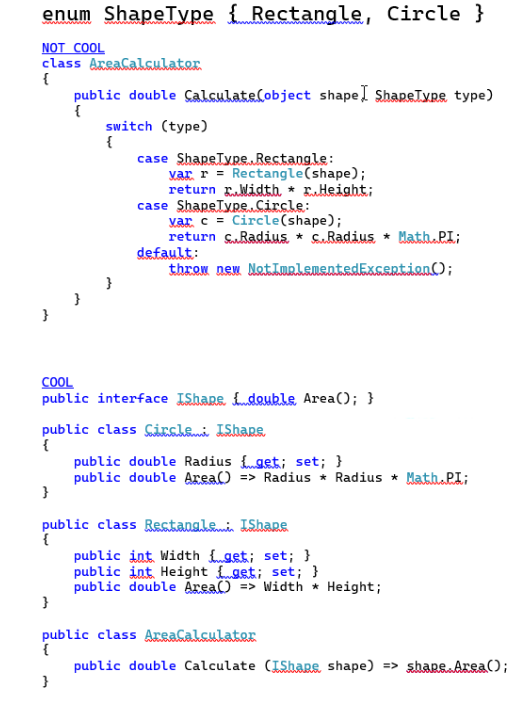 enum ShapeType { Rectangle, Circle }
NOT COOL
class AreaCalculator
{
    public double Calculate(object shape, ShapeType type)
    {
        switch (type)
        {
            case ShapeType.Rectangle:
                var r = Rectangle(shape);
                return r.Width * r.Height;
            case ShapeType.Circle:
                var c = Circle(shape);
                return c.Radius * c.Radius * Math.PI;
            default:
                throw new NotImplementedException();
        }
    }
}
COOL
public interface IShape { double Area(); }
public class Circle : IShape
{
    public double Radius { get; set; }
    public double Area() => Radius * Radius * Math.PI;
}
public class Rectangle : IShape
{
    public int Width { get; set; }
    public int Height { get; set; }
    public double Area() => Width * Height;
}
public class AreaCalculator
{
    public double Calculate (IShape shape) => shape.Area();
}